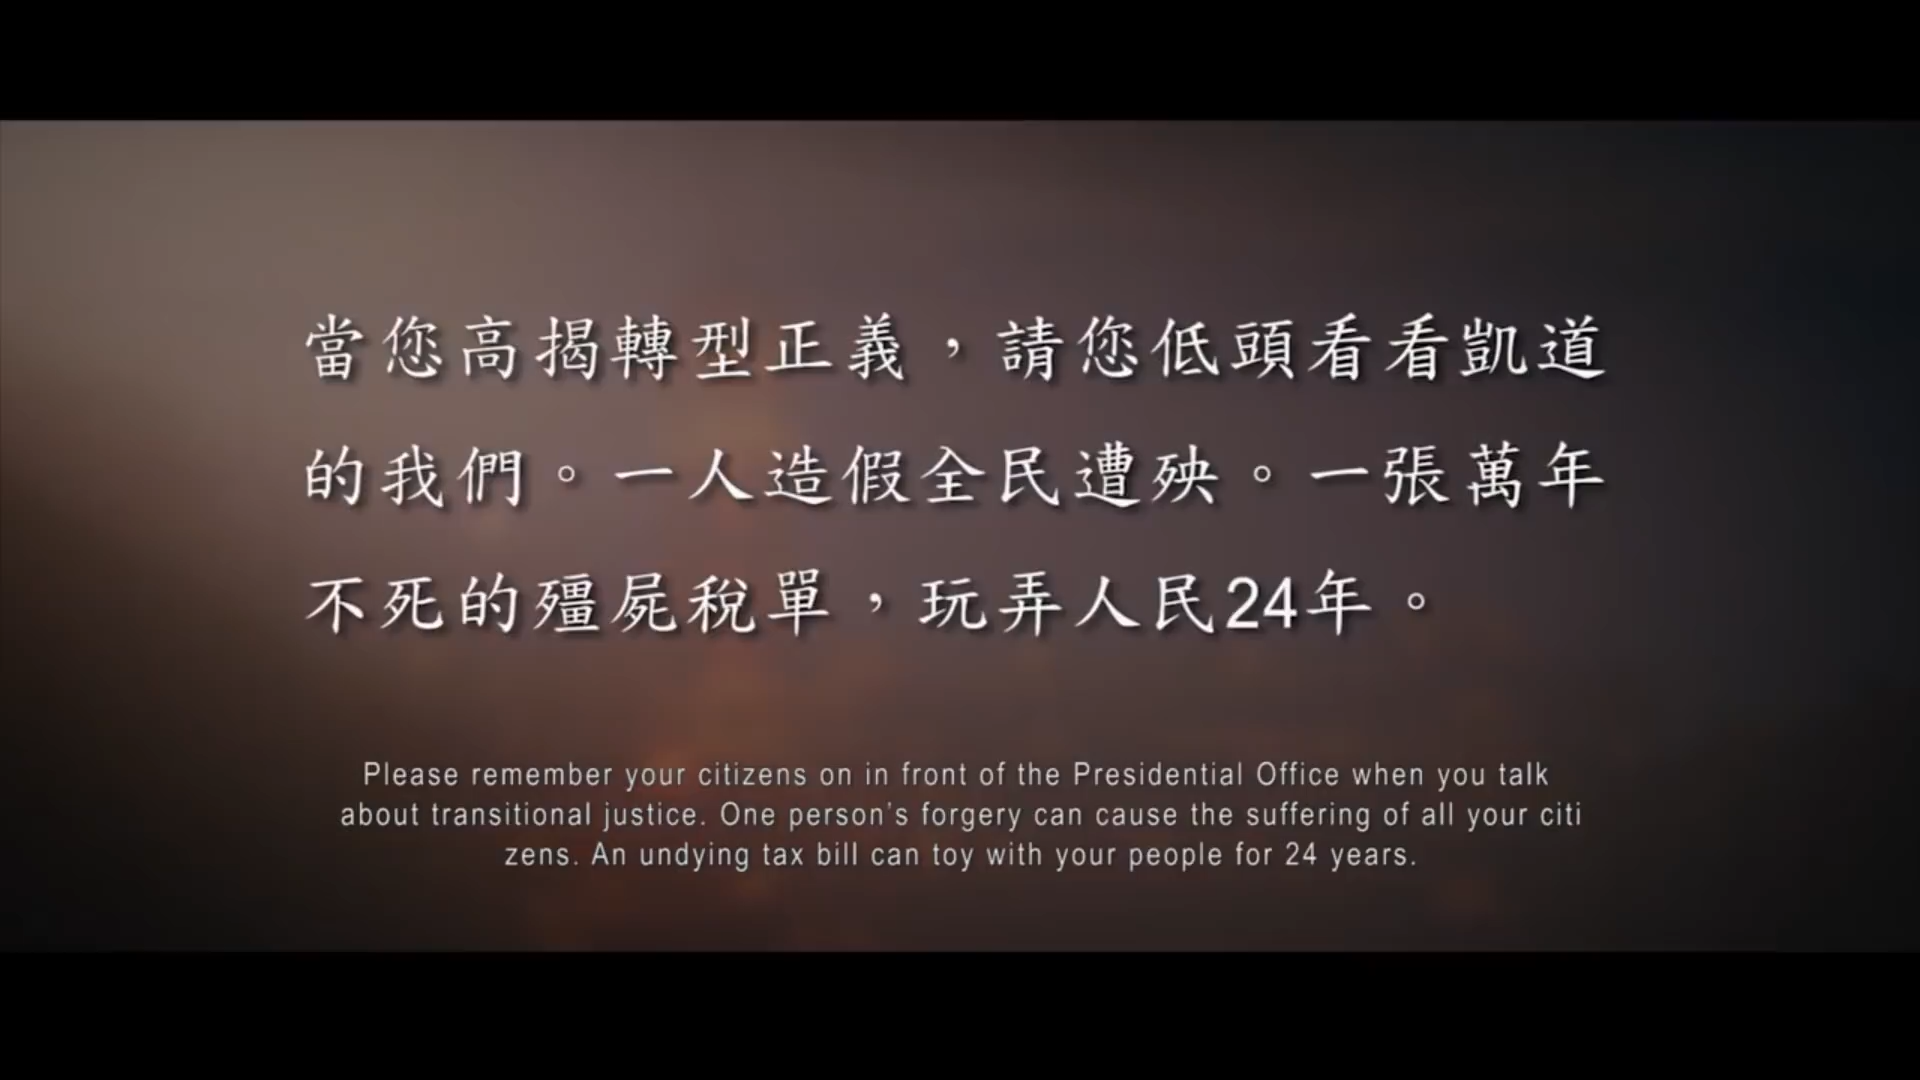 當您高揭轉型正義，請您低頭看看凱道
的我們。一人造假全民遭殃。一張萬年
不死的殭屍稅單，玩弄人民24年。
Please remember your citizens on in front of the Presidential Office when you talk
about transitional justice. One person's forgery can cause the suffering of all your citi
zens. An undying tax bill can toy with your people for 24 years.